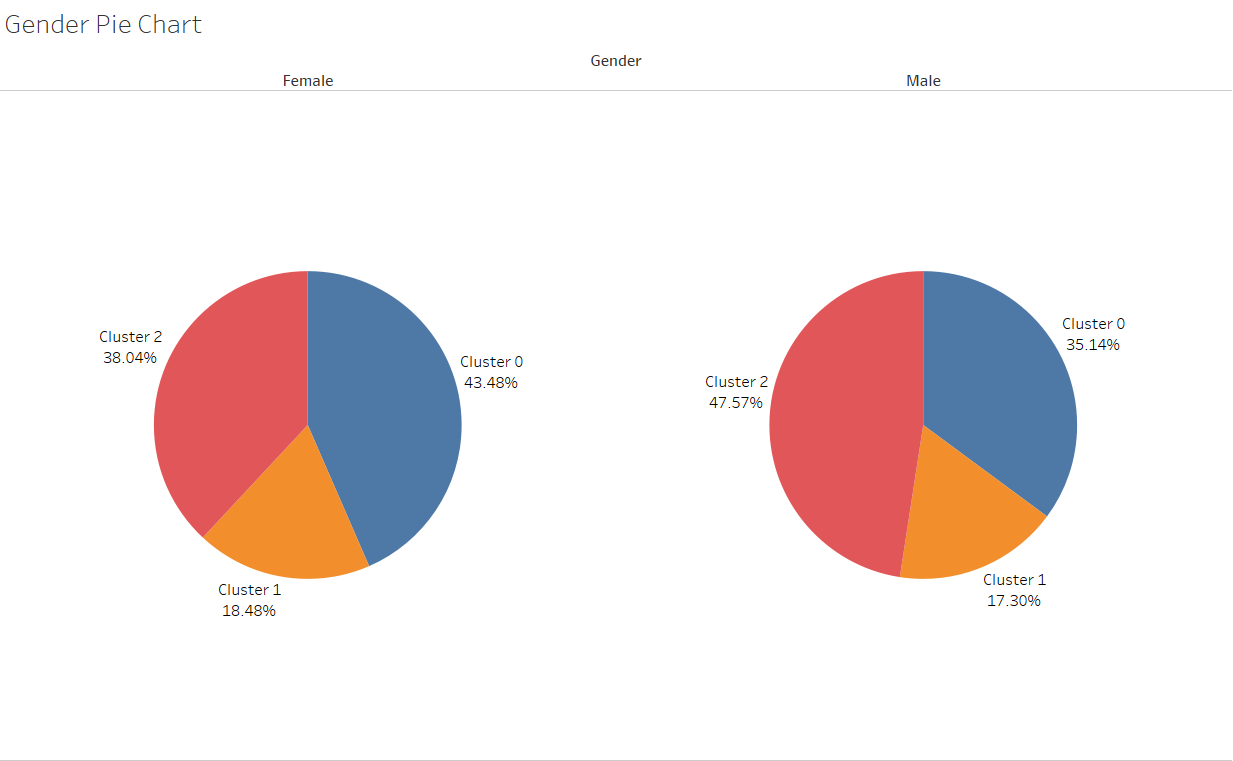 Gender Pie Chart
Gender
Female
Male
Cluster 2
38.04%
Cluster 0
43.48%
Cluster 1
18.48%
Cluster 0
35.14%
Cluster 2
47.57%
Cluster 1
17.30%